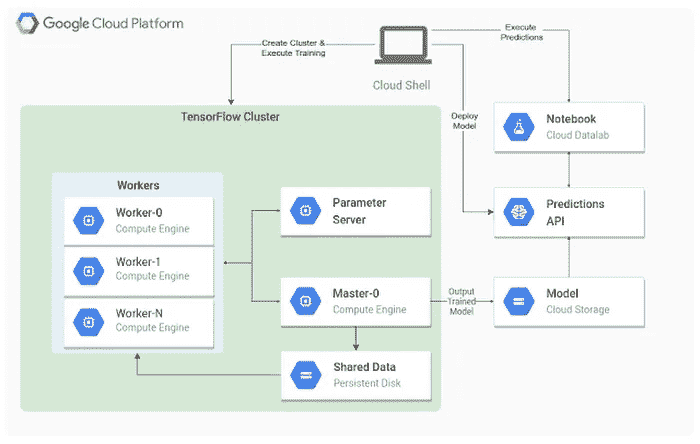 Google Cloud Platform
Create Cluster &
Execute Training
Execute
Predictions
Cloud Shell
TensorFlow Cluster
Deploy
Model
Notebook
Cloud Datalab
Workers
Worker-0
Compute Engine
Parameter
Server
Predictions
API
Worker-1
Compute Engine
Master-0
Compute Engine
Output
Trained
Model
Model
Cloud Storage
Worker-N
Compute Engine
Shared Data
Persistent Disk